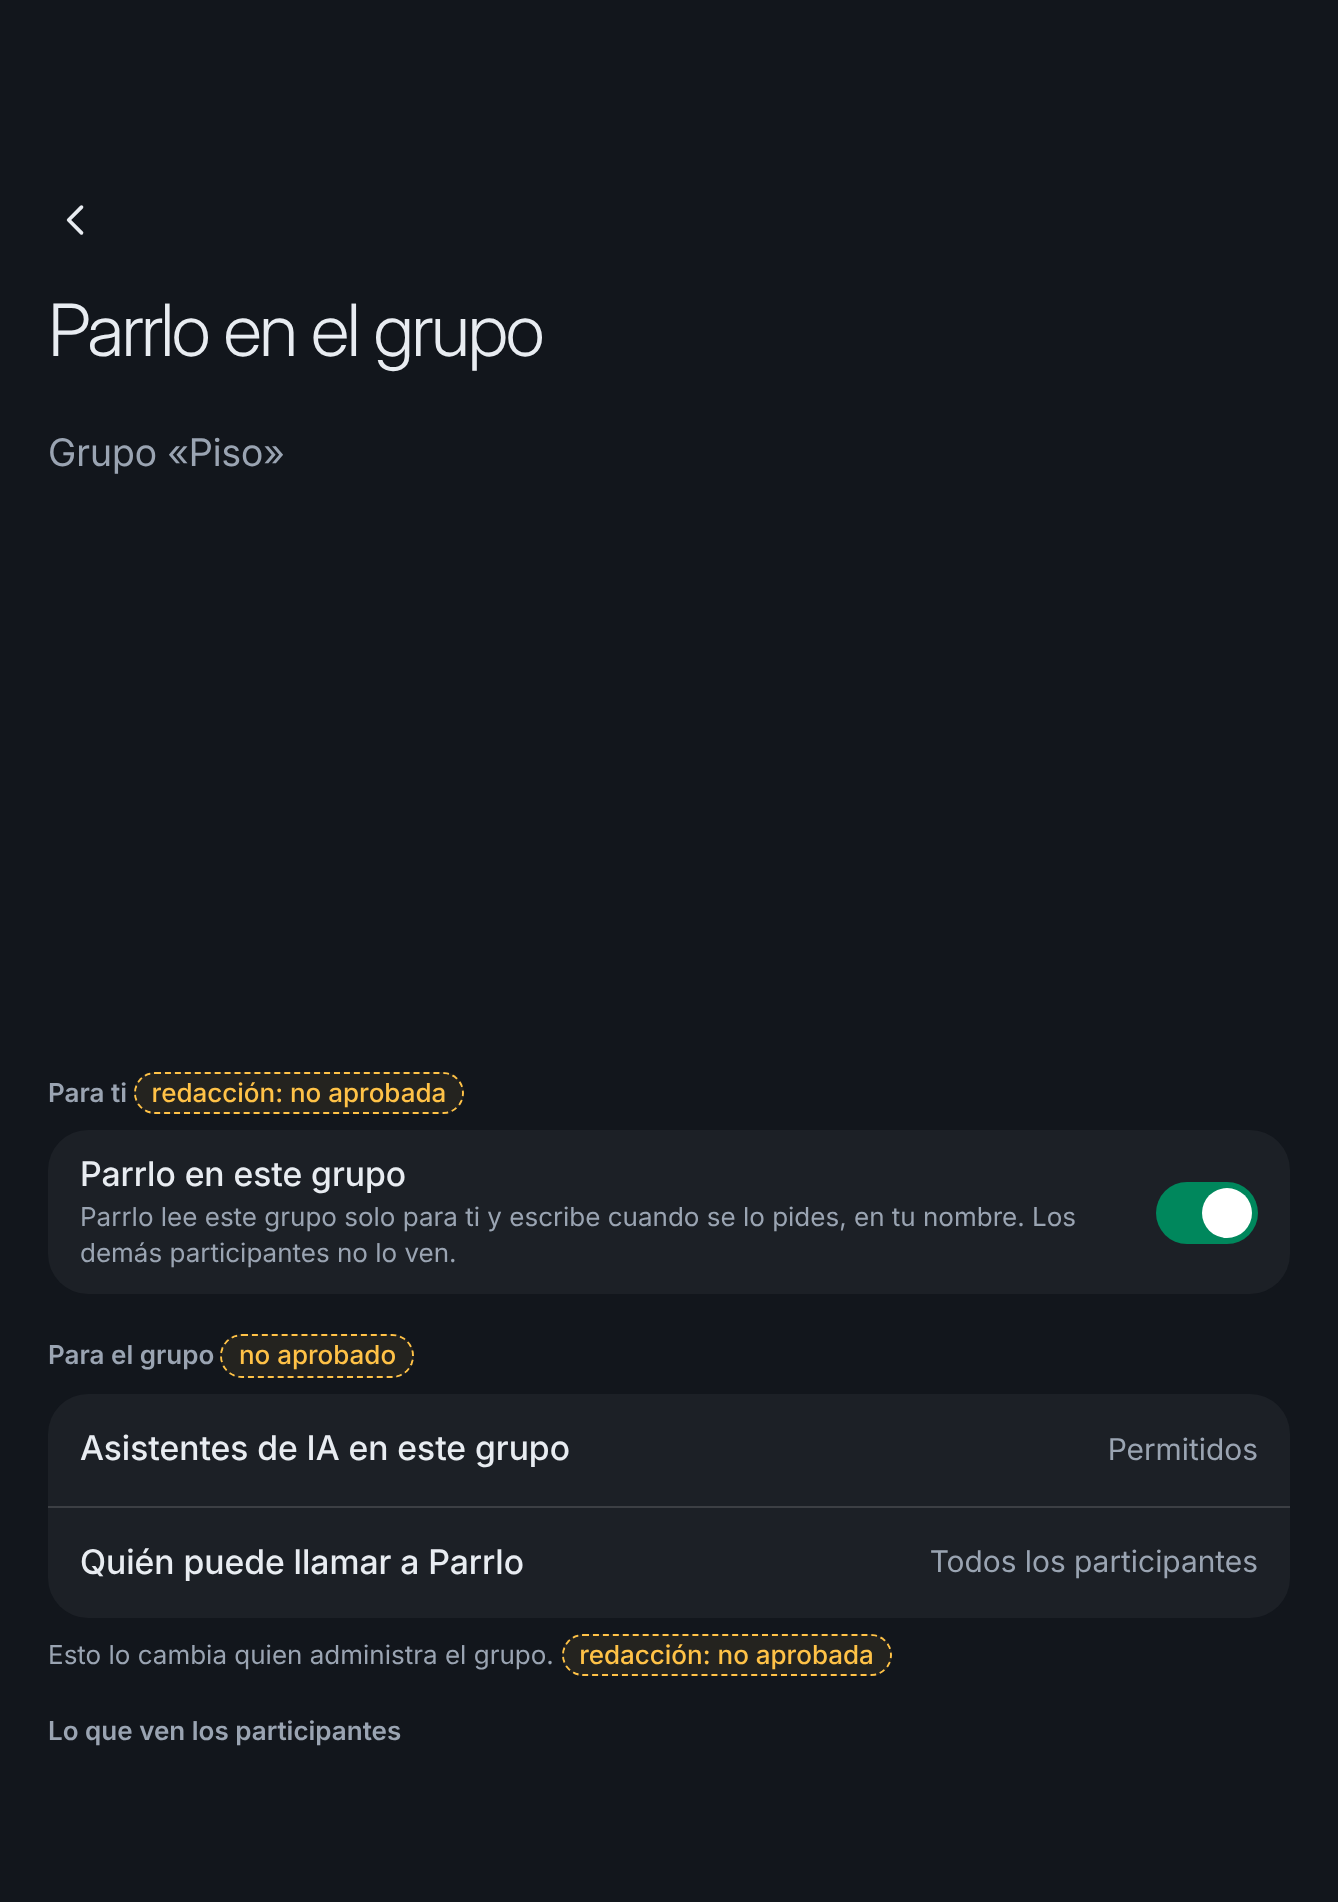 Parrlo en el grupo
Grupo «Piso»
Para ti redacción: no aprobada
Parrlo en este grupo
Parrlo lee este grupo solo para ti y escribe cuando se lo pides, en tu nombre. Los
demás participantes no lo ven.
Para el grupo no aprobado
Asistentes de IA en este grupo Permitidos
Quién puede llamar a Parrlo Todos los participantes
Esto lo cambia quien administra el grupo. redacción: no aprobada
Lo que ven los participantes